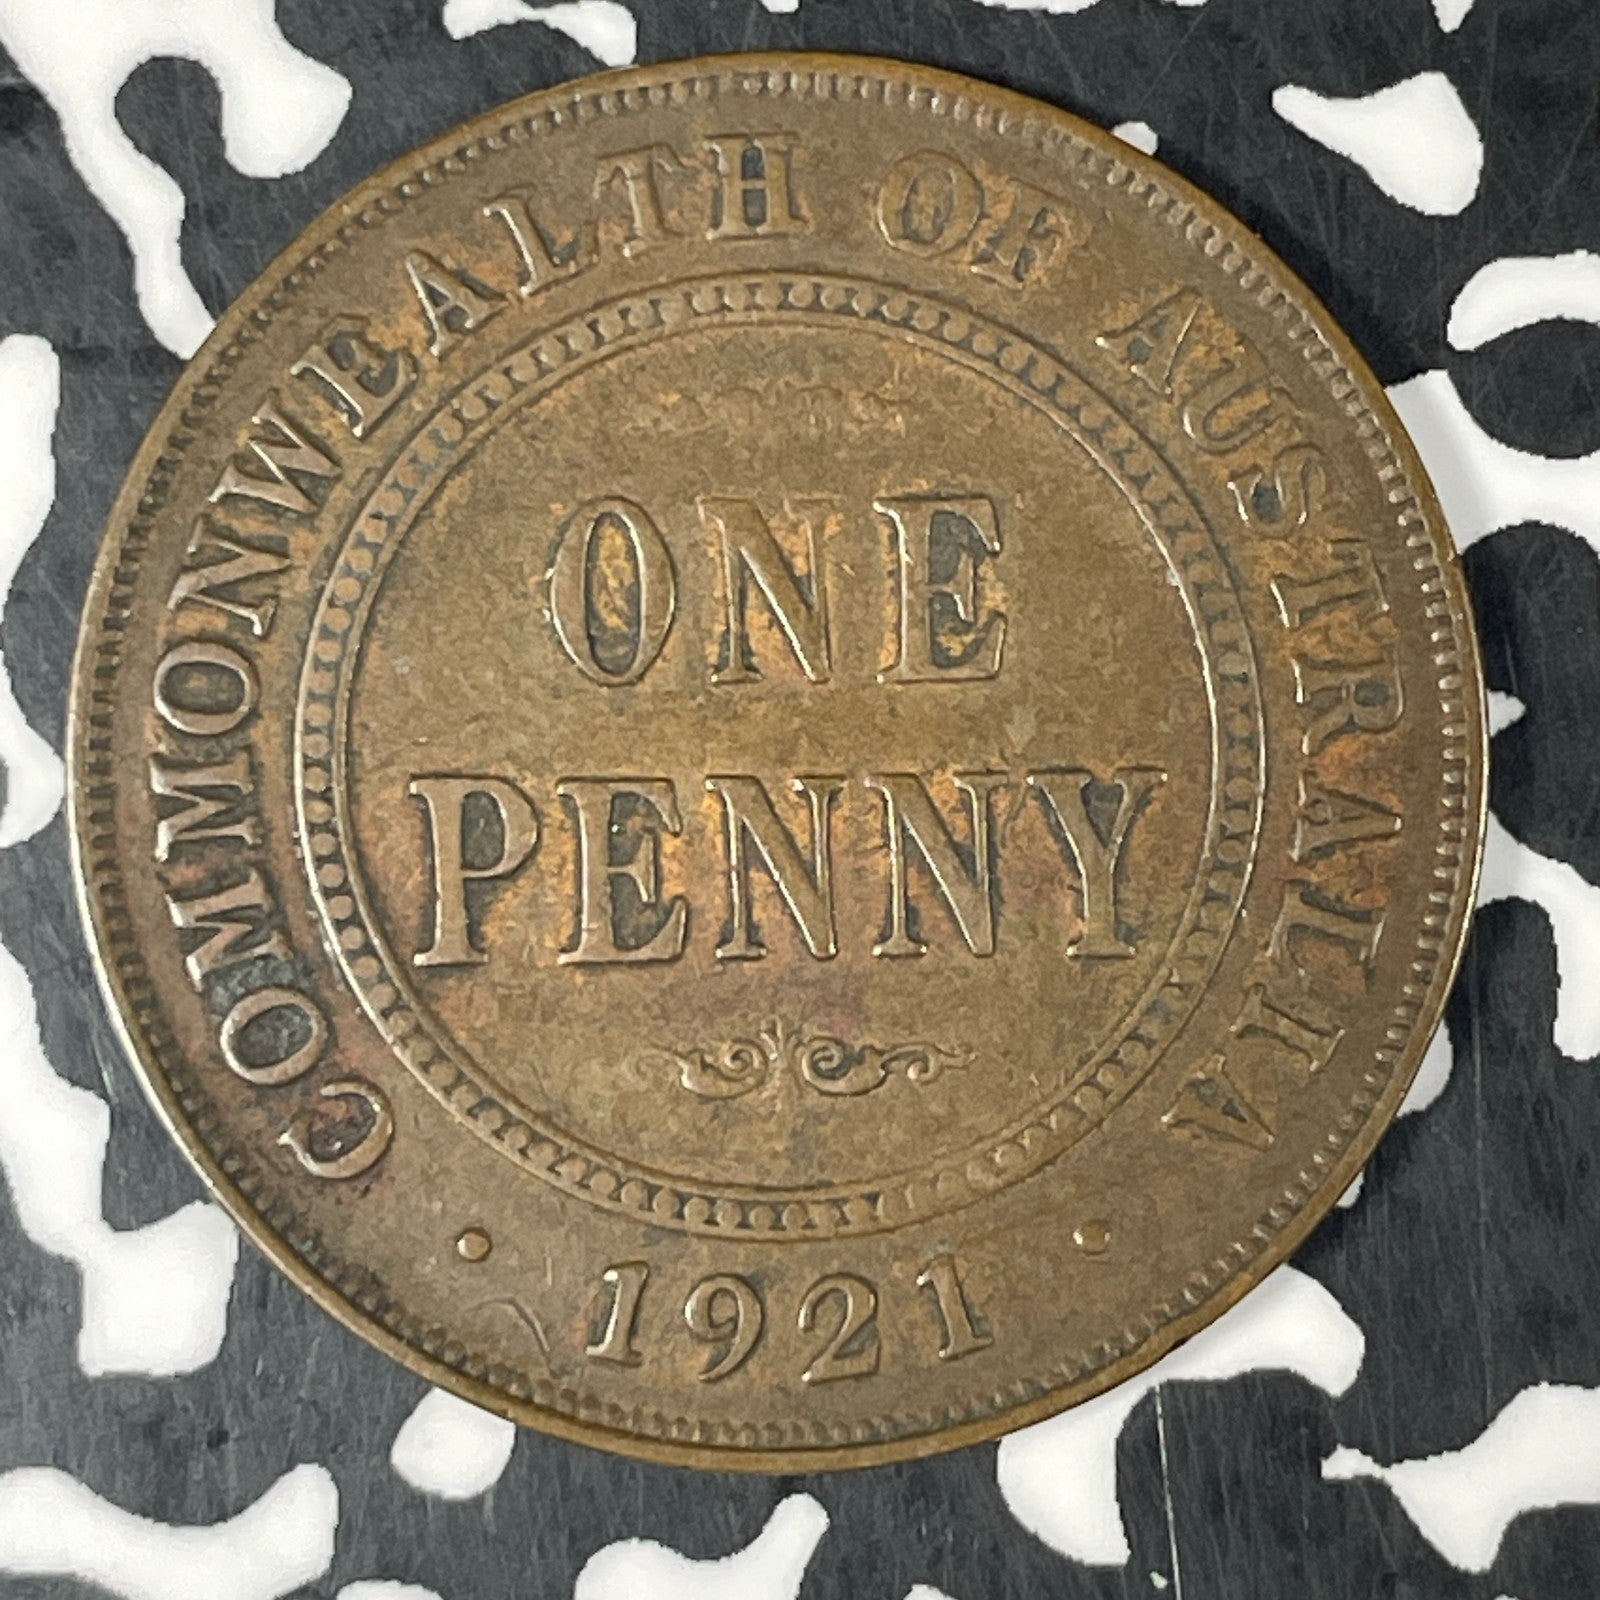 COMMONWEALTH OF AUSTRALIA
ONE
PENNY
· 1921 ·